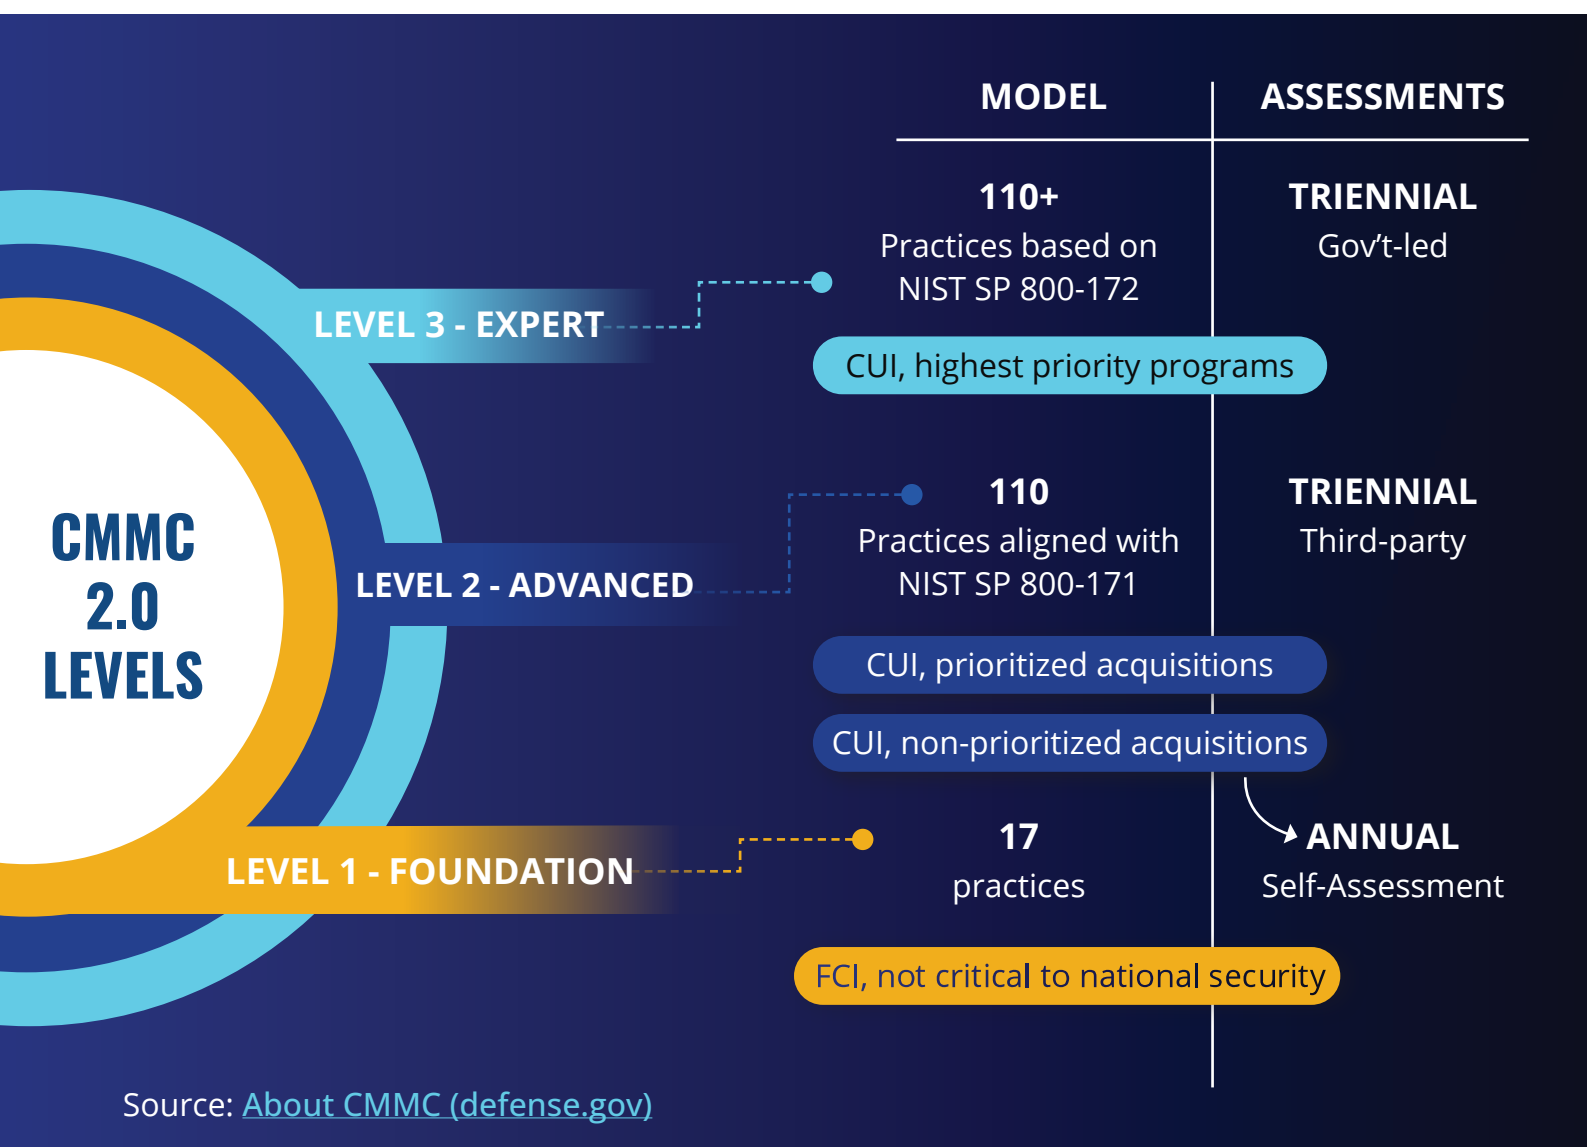 MODEL
ASSESSMENTS
110+
Practices based on
NIST SP 800-172
TRIENNIAL
Gov't-led
LEVEL 3 - EXPERT
CUI, highest priority programs
CMMC
2.0
LEVELS
110
Practices aligned with
NIST SP 800-171
TRIENNIAL
Third-party
LEVEL 2 - ADVANCED
CUI, prioritized acquisitions
CUI, non-prioritized acquisitions
17
practices
ANNUAL
Self-Assessment
LEVEL 1 - FOUNDATION
FCI, not critical to national security
Source: About CMMC (defense.gov)